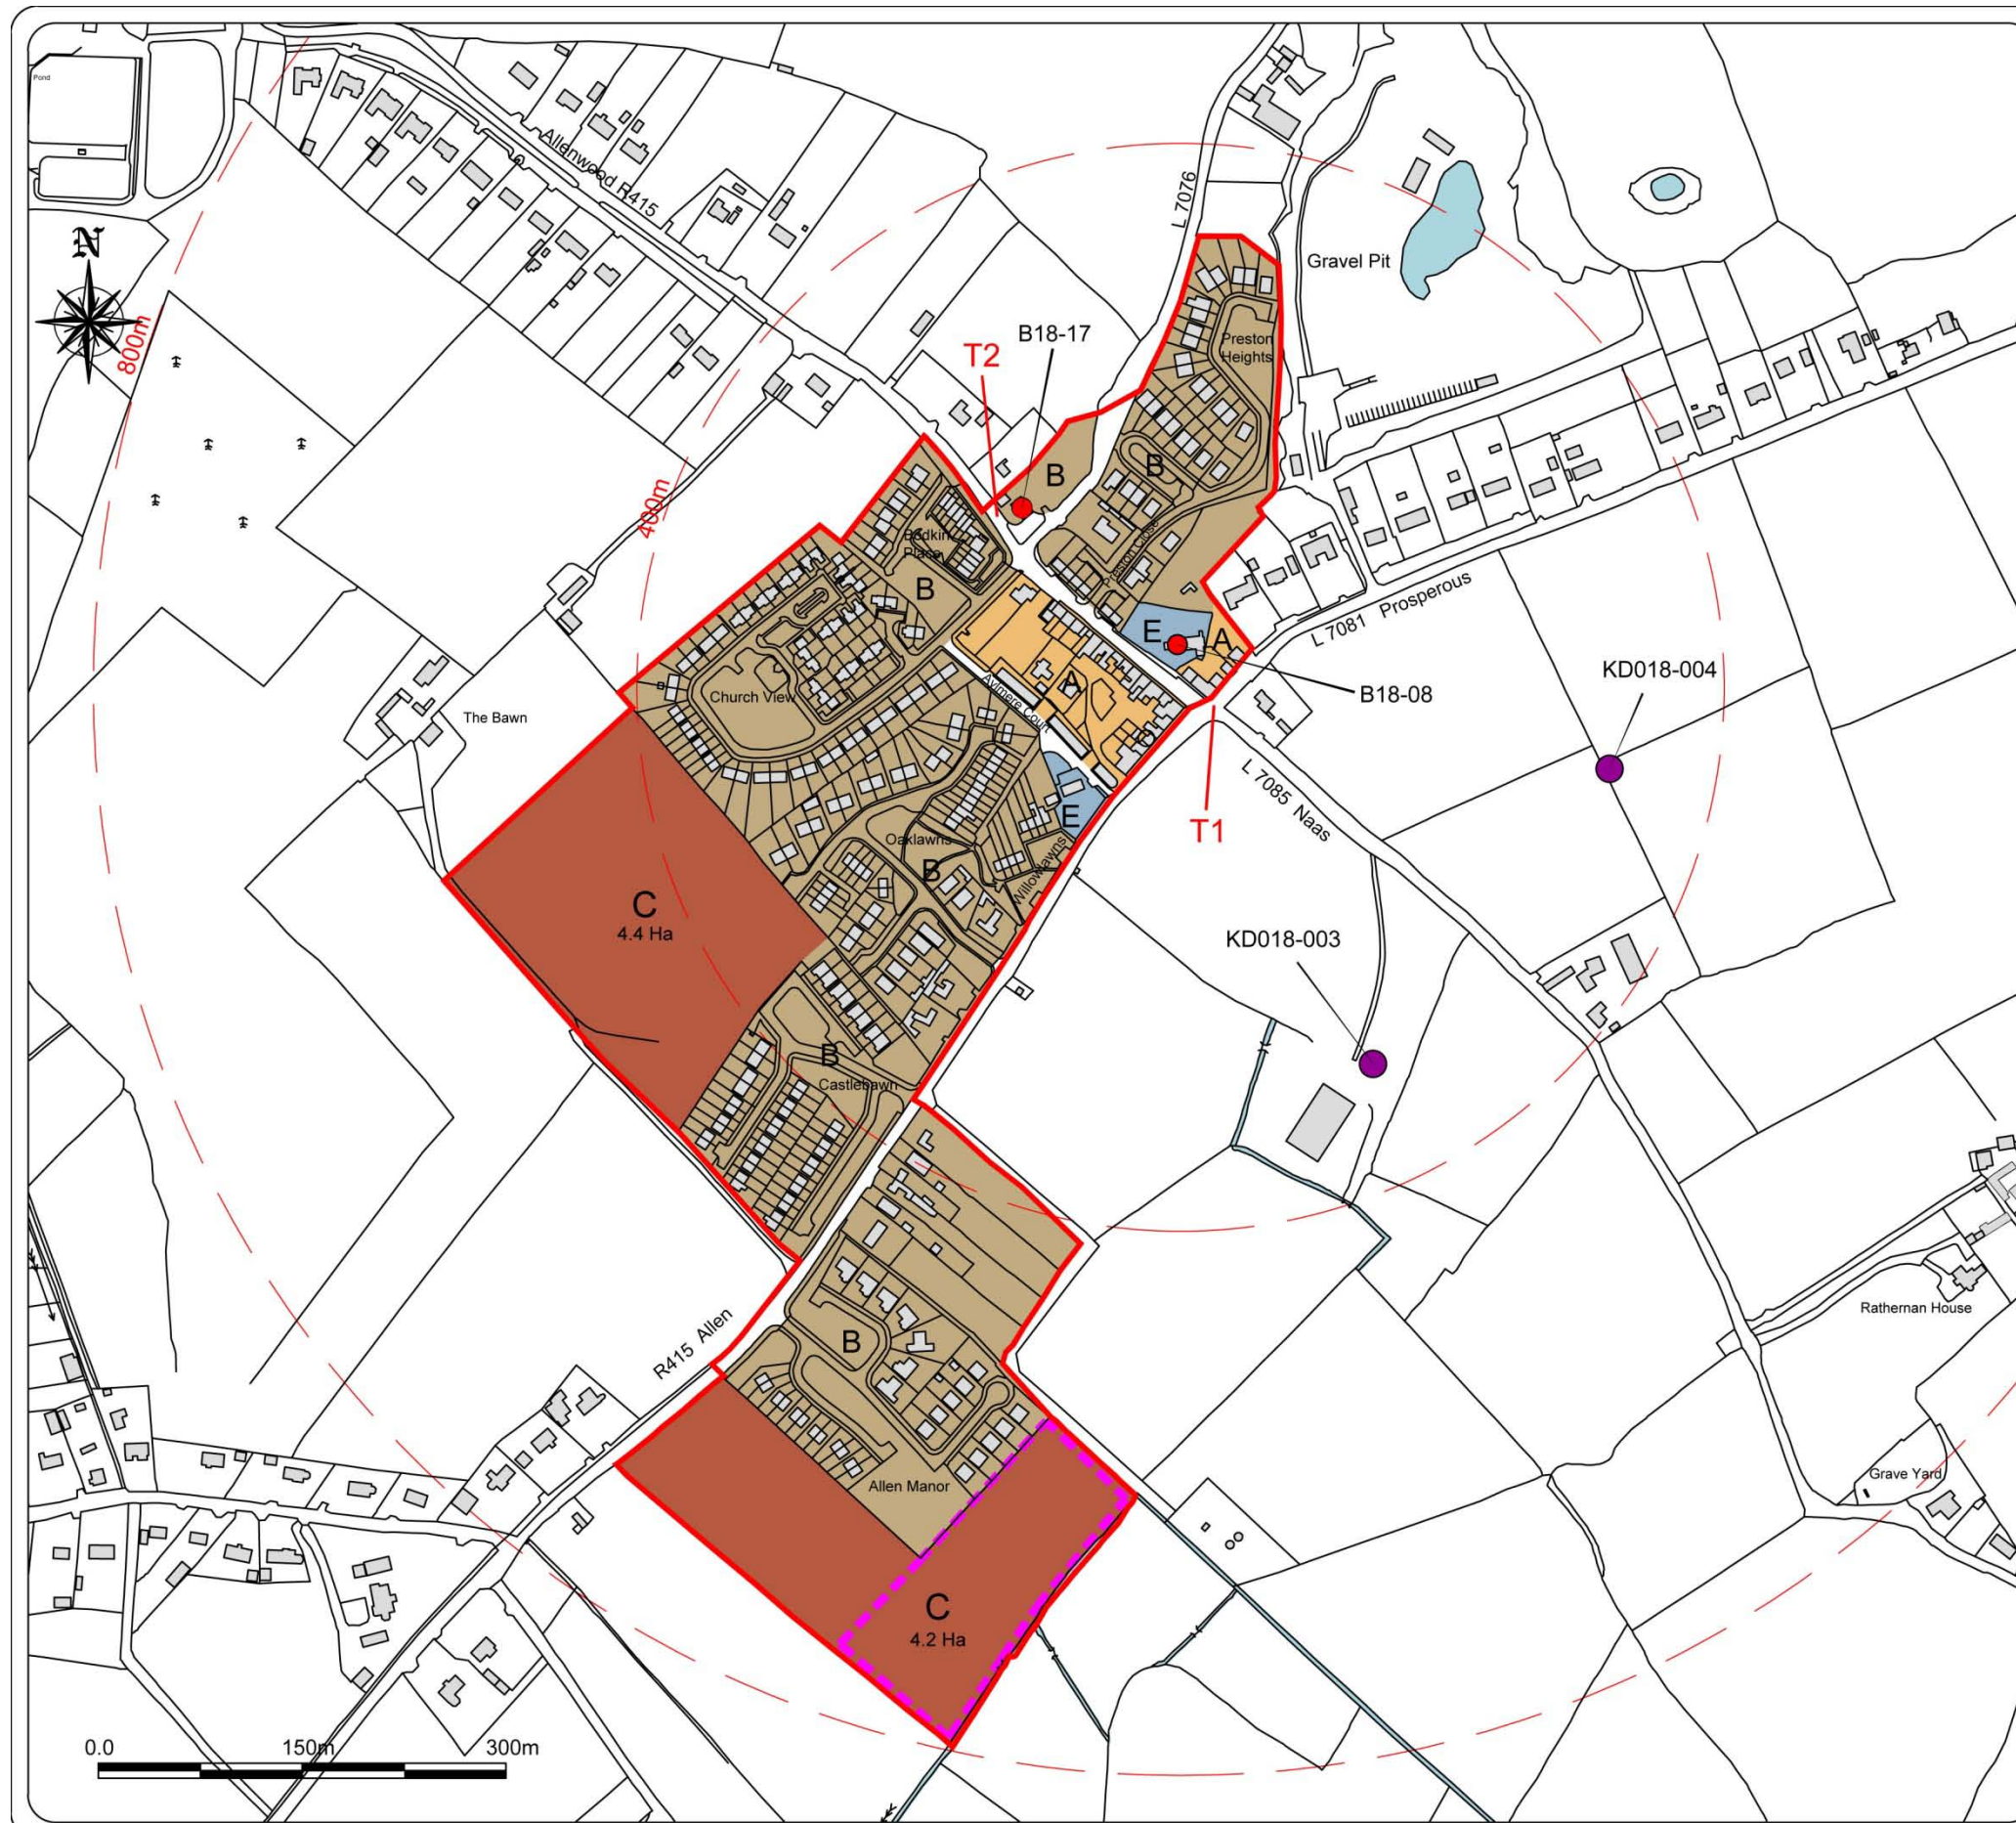 Pond
Allenwood R415
L 7076
N
Gravel Pit
800m
T2
B18-17
Preston
Heights
400m
B
B
Bodkin
Place
Preston Close
B
L 7081 Prosperous
E
A
KD018-004
B18-08
Church View
A
The Bawn
Avimere Court
L 7085 Naas
E
T1
Oaklawns
B
Willowlawns
C
4.4 Ha
KD018-003
B
Castlebawn
Rathernan House
R415 Allen
B
Grave Yard
Allen Manor
C
4.2 Ha
0.0
150m
300m